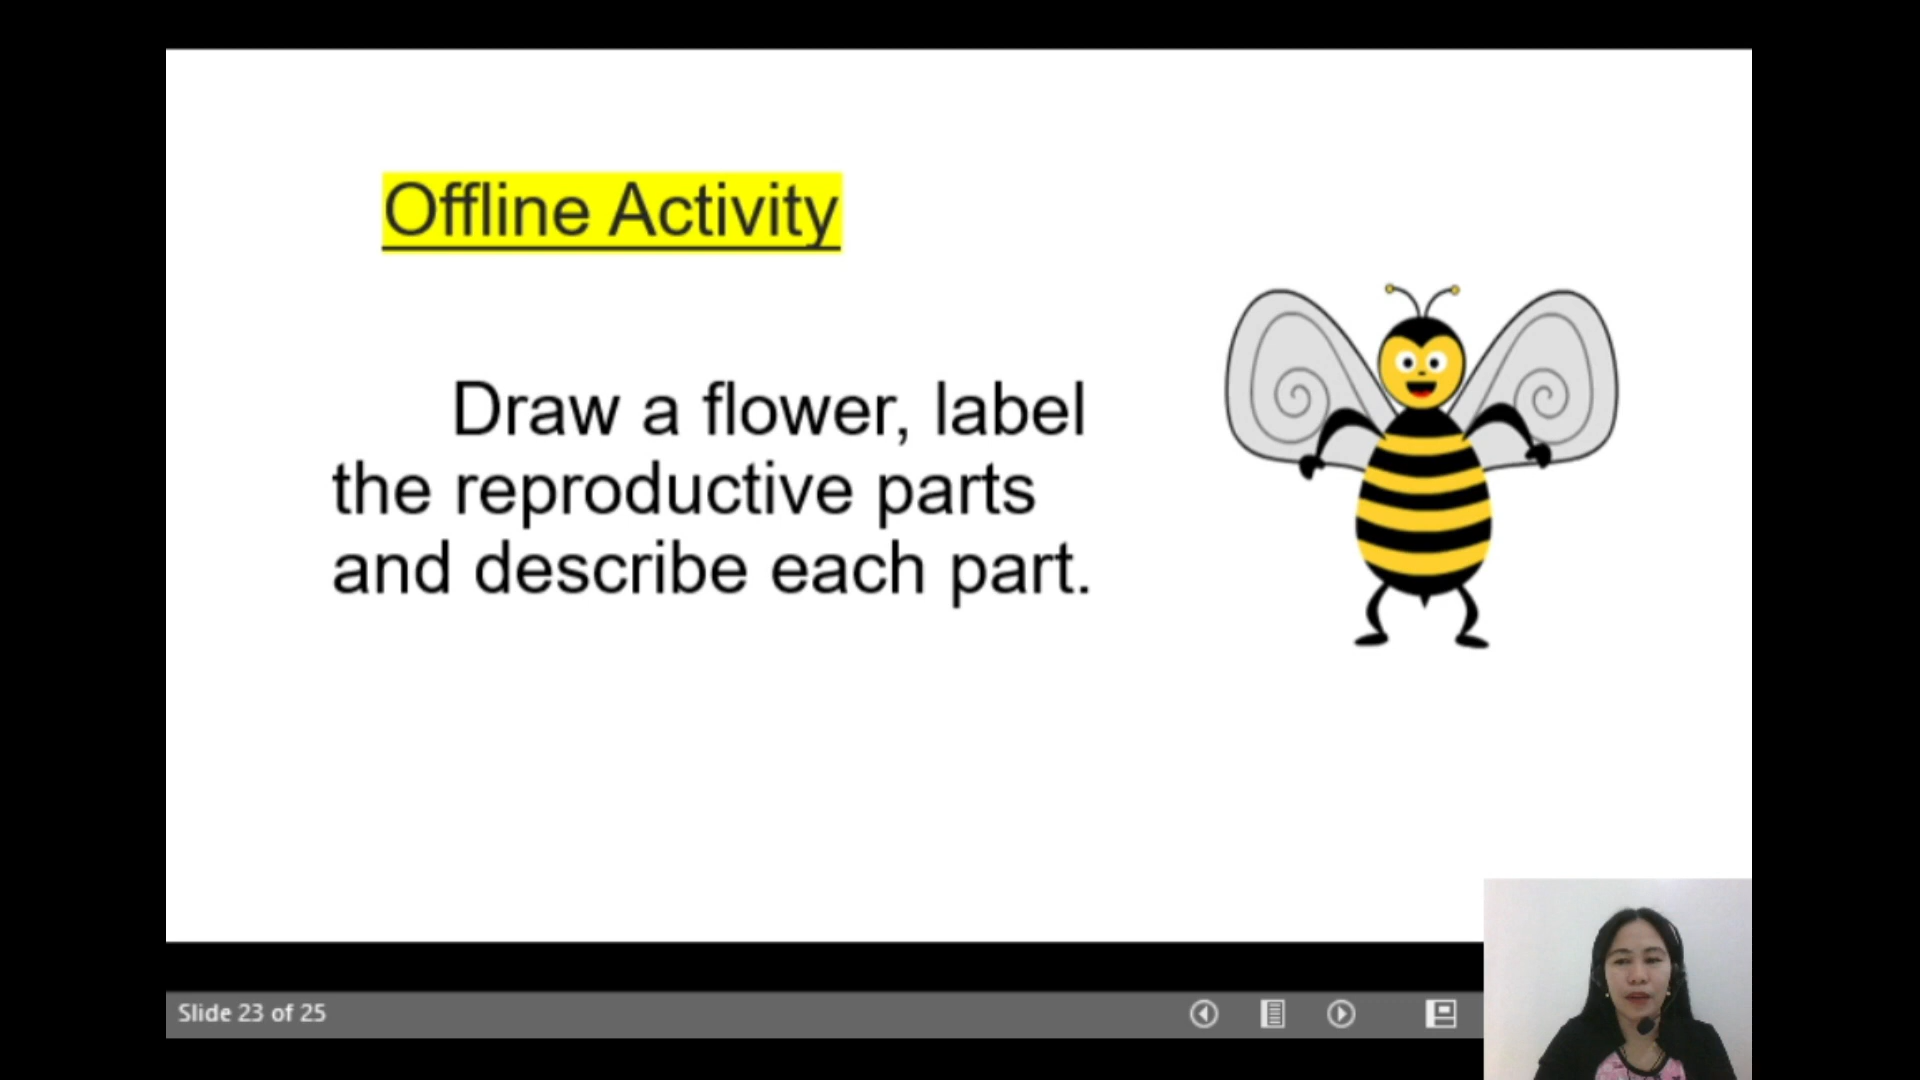 Offline Activity
Draw a flower, label
the reproductive parts
and describe each part.
Slide 23 of 25